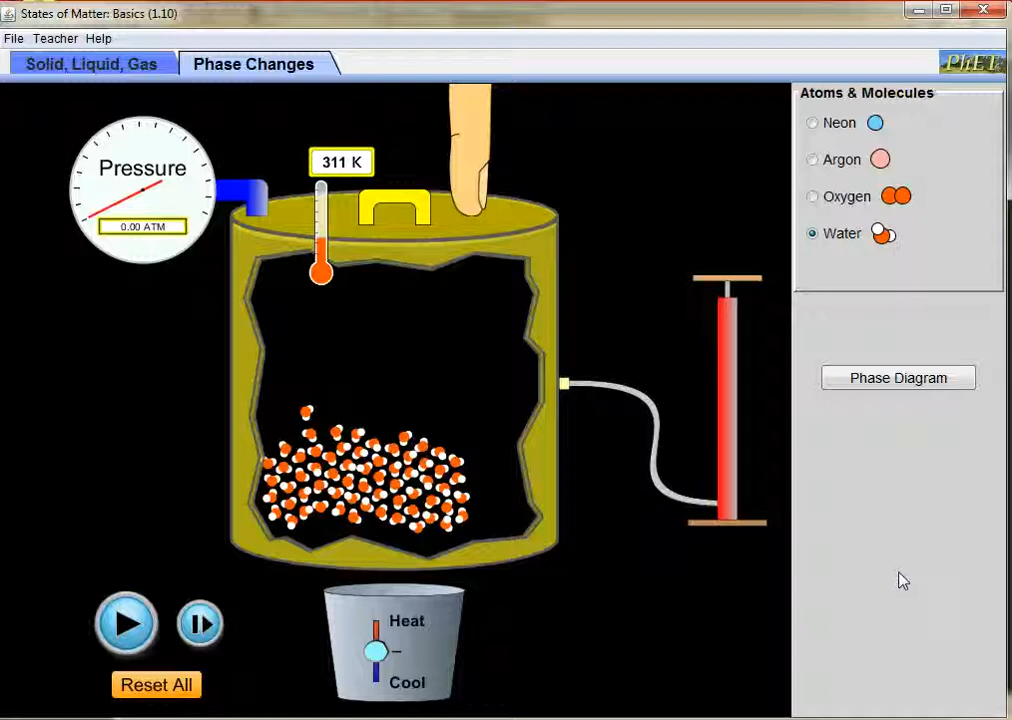 States of Matter: Basics (1.10)
File Teacher Help
Solid, Liquid, Gas
Phase Changes
PhET
Pressure
0.00 ATM
311 K
Atoms & Molecules
Neon
Argon
Oxygen
Water
Phase Diagram
Heat
Cool
Reset All